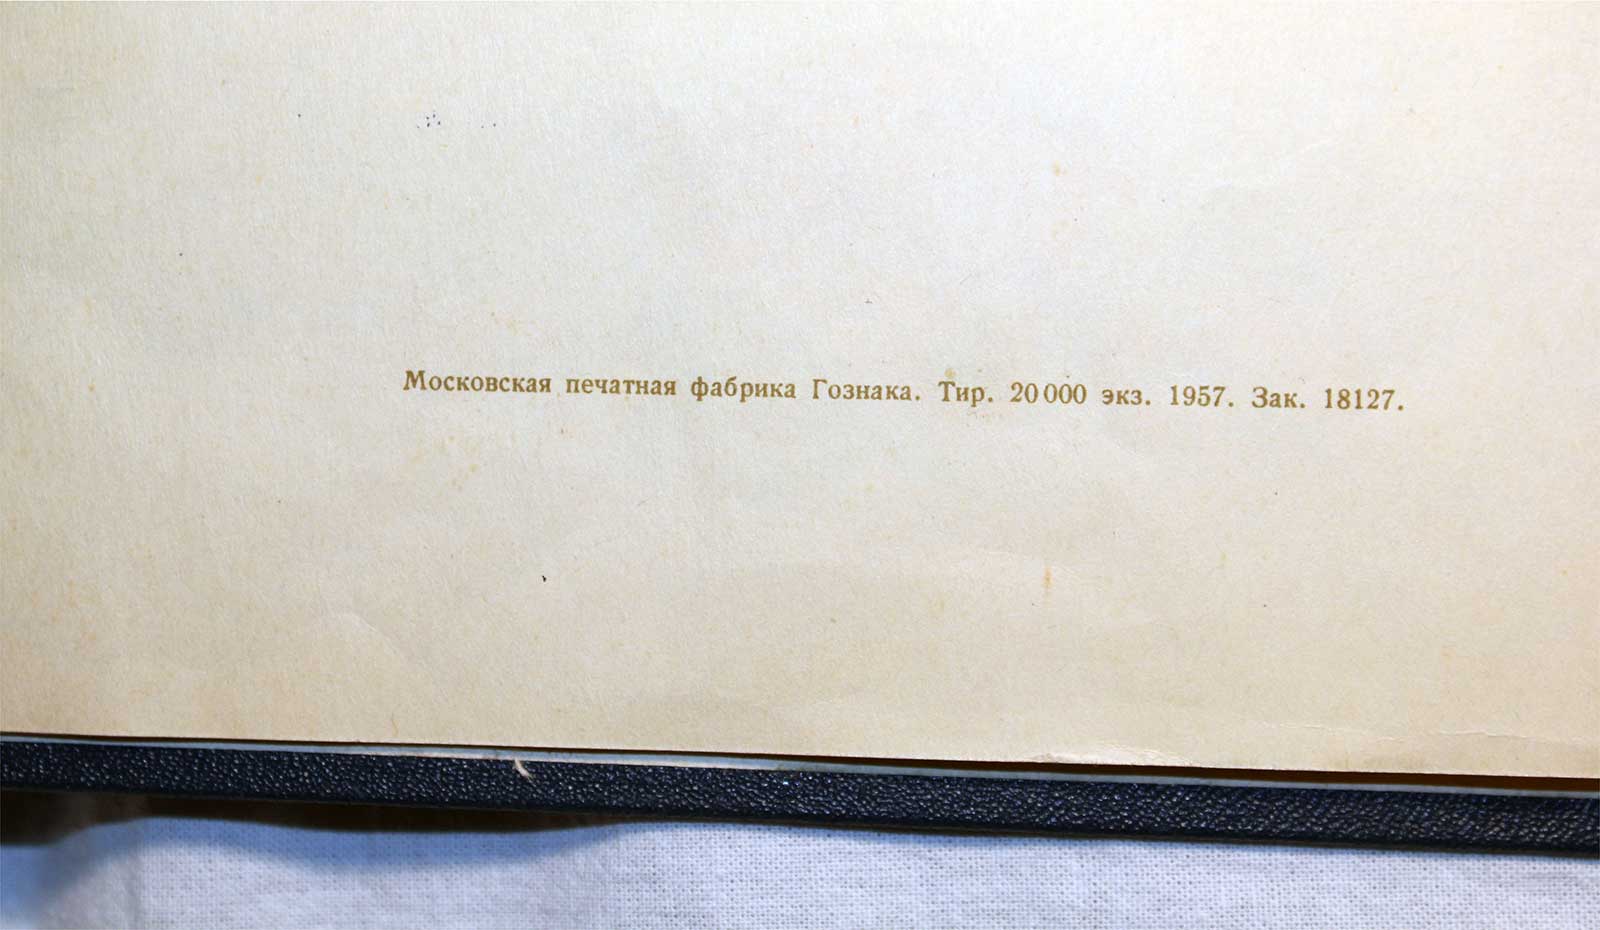 Московская печатная фабрика Гознака. Тир. 20 000 экз. 1957. Зак. 18127.